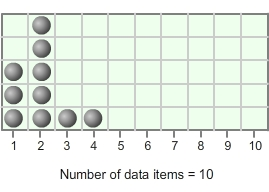 1 2 3 4 5 6 7 8 9 10
Number of data items = 10